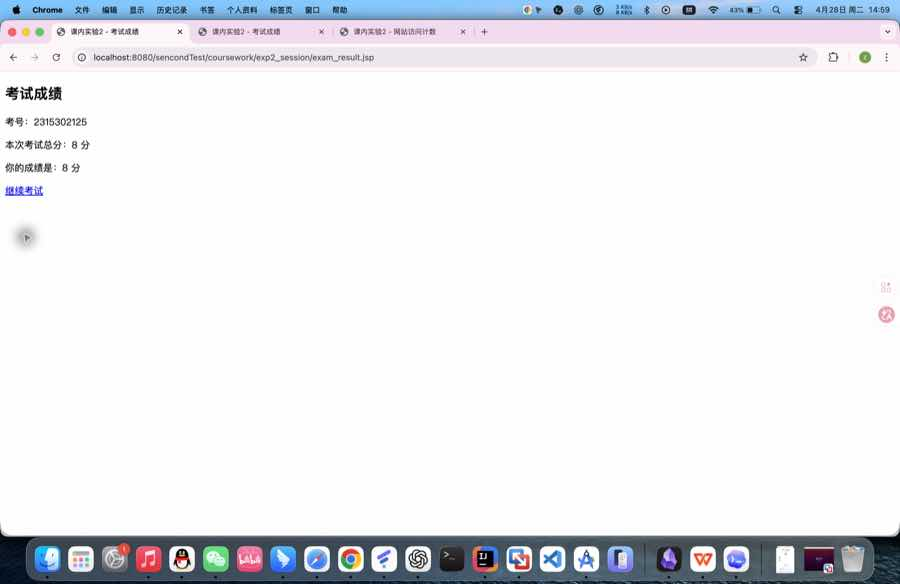 Chrome 文件 编辑 显示 历史记录 书签 个人资料 标签页 窗口 帮助 3 KB/s 8 KB/s 拼 43% 4月28日 周二 14:59
课内实验2 - 考试成绩 课内实验2 - 考试成绩 课内实验2 - 网站访问计数
localhost:8080/sencondTest/coursework/exp2_session/exam_result.jsp z
考试成绩
考号：2315302125
本次考试总分：8 分
你的成绩是：8 分
继续考试
1 LALA IJ W